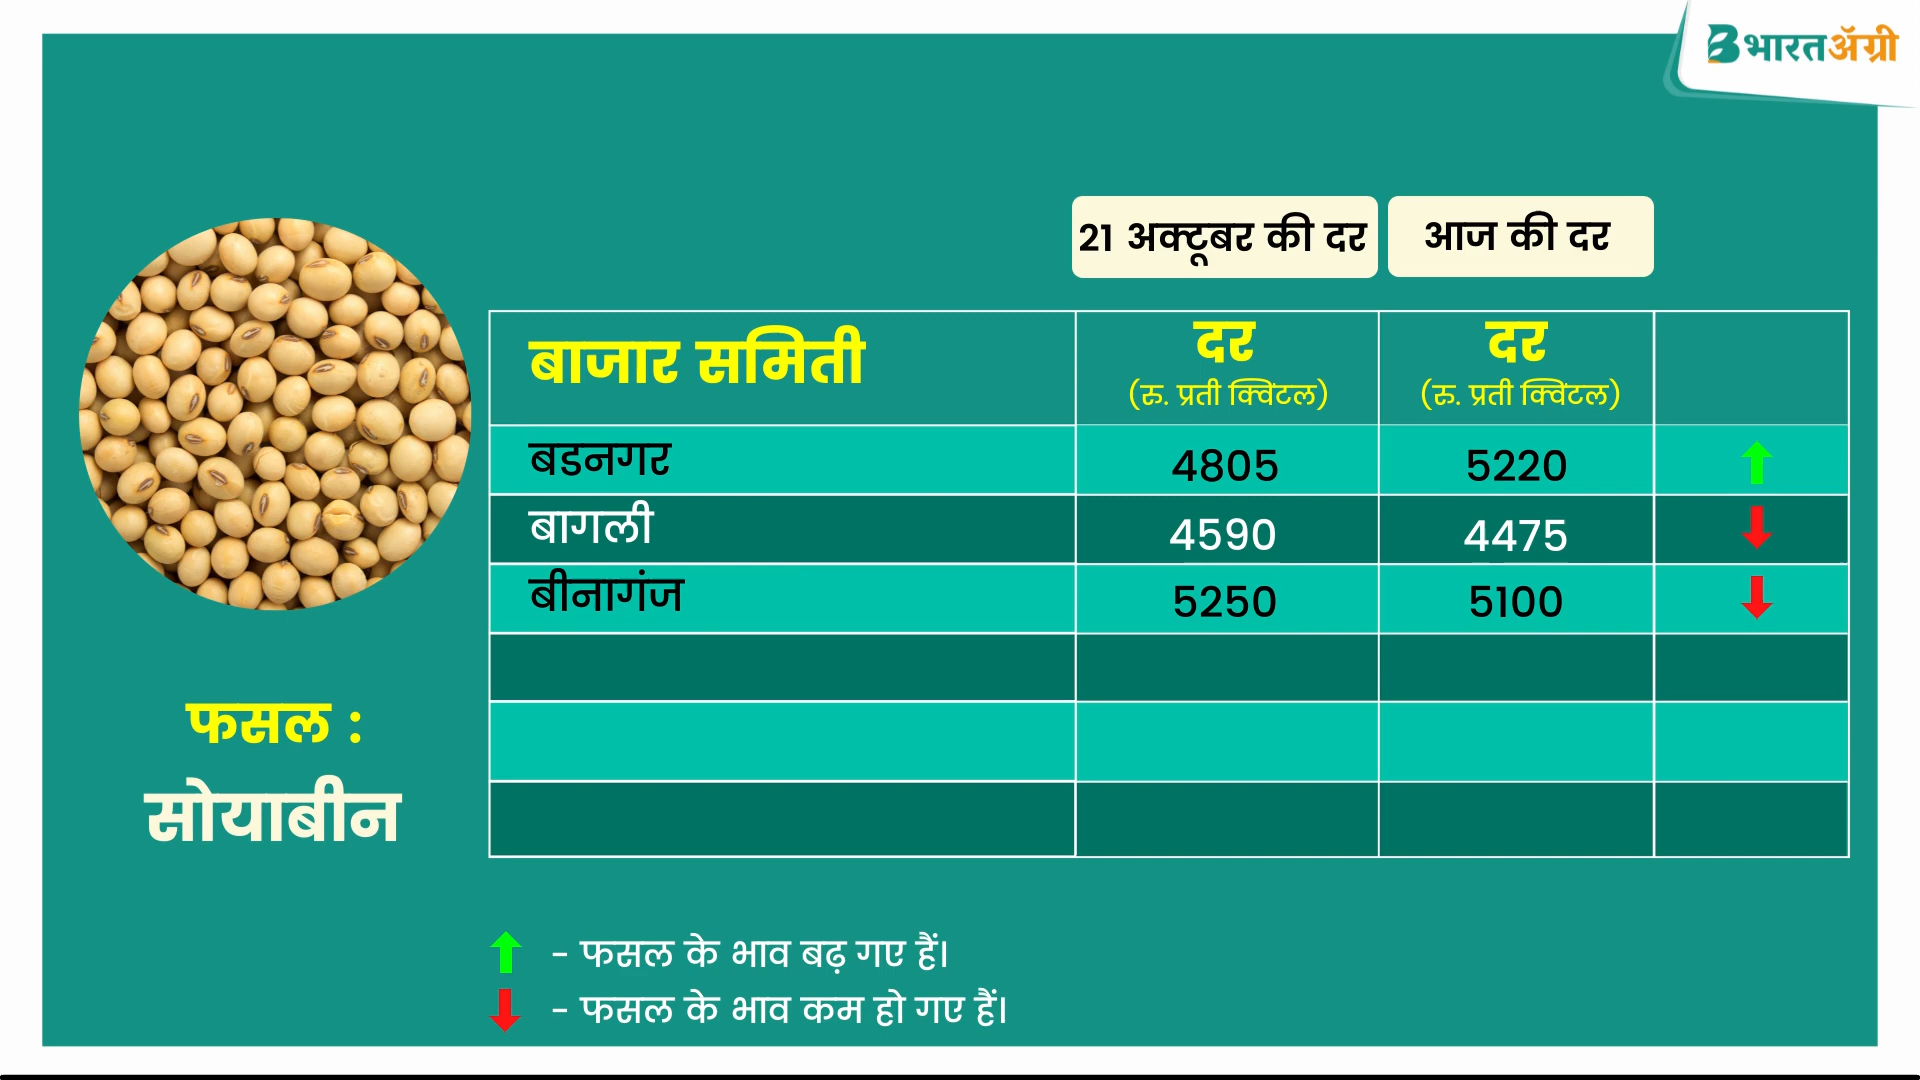 भारतॲग्री
21 अक्टूबर की दर आज की दर
बाजार समिती दर दर
(रु. प्रती क्विंटल) (रु. प्रती क्विंटल)
बडनगर 4805 5220
बागली 4590 4475
बीनागंज 5250 5100
फसल :
सोयाबीन
- फसल के भाव बढ़ गए हैं।
- फसल के भाव कम हो गए हैं।